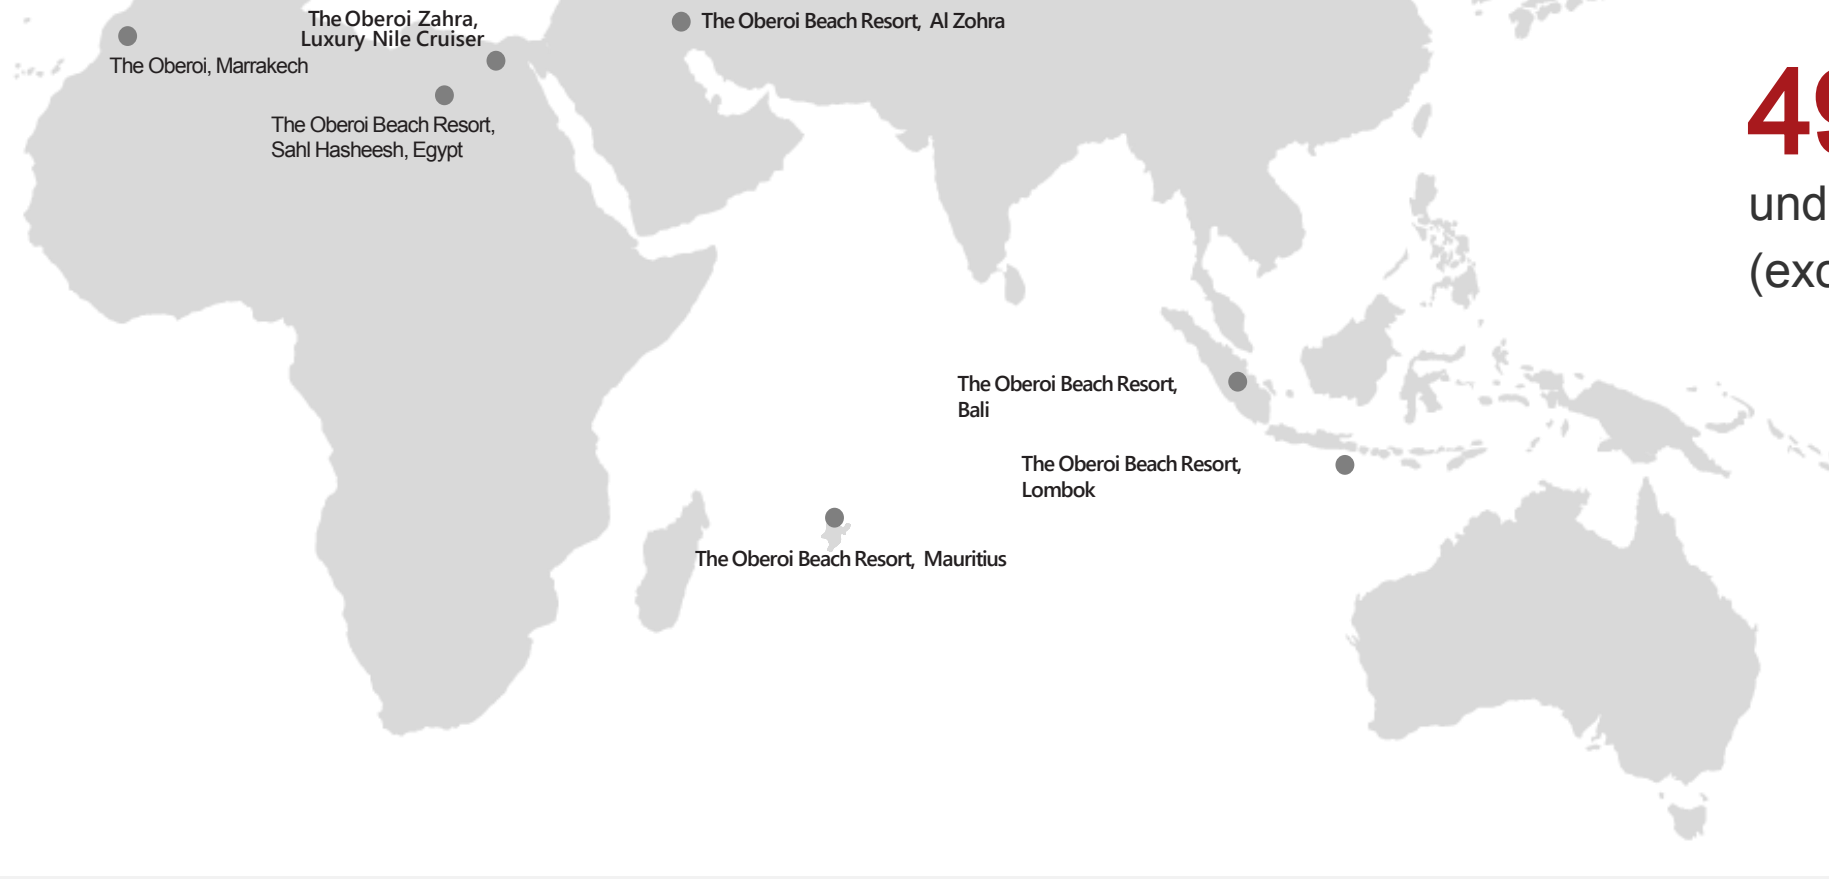 The Oberoi Zahra,
Luxury Nile Cruiser
The Oberoi Beach Resort, Al Zohra
The Oberoi, Marrakech
The Oberoi Beach Resort,
Sahl Hasheesh, Egypt
The Oberoi Beach Resort,
Bali
The Oberoi Beach Resort,
Lombok
The Oberoi Beach Resort, Mauritius